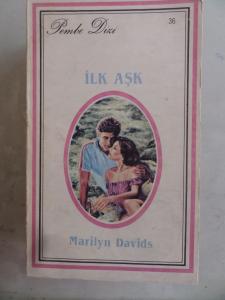 Pembe Dizi
36
İLK AŞK
Marilyn Davids